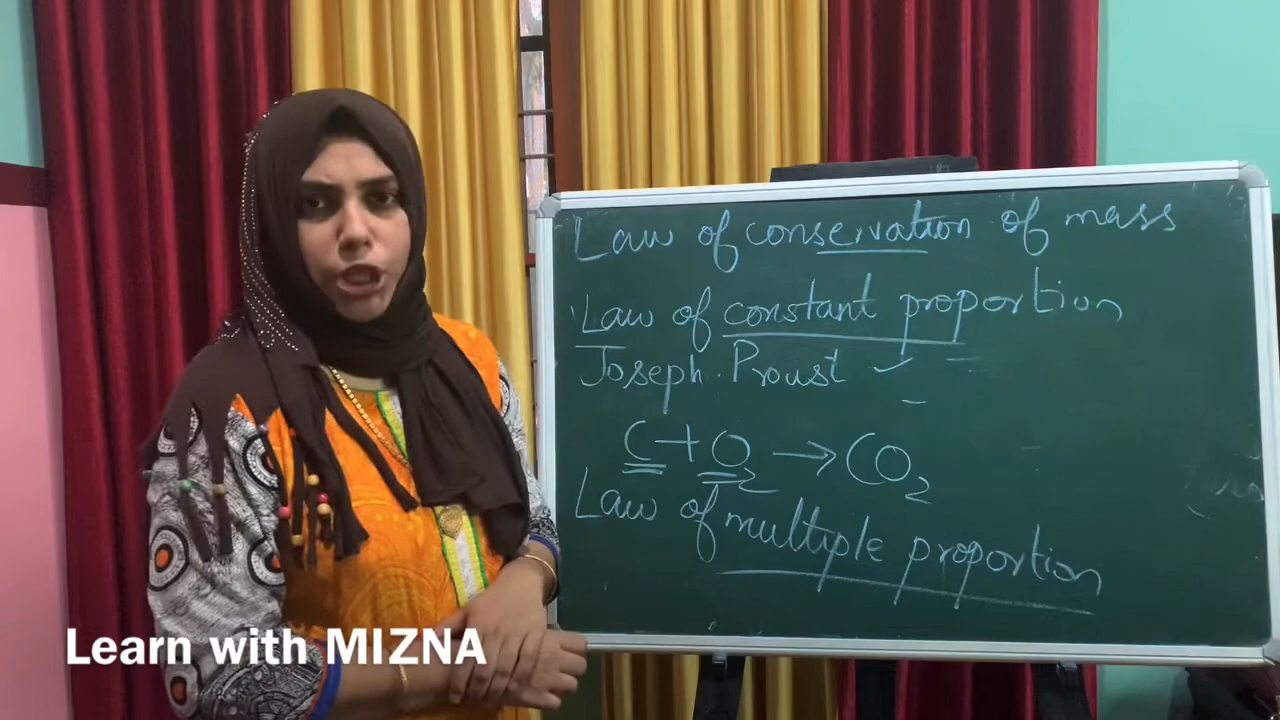 Law of conservation of mass
Law of constant proportion
Joseph. Proust
C + O2 → CO2
Law of multiple proportion
Learn with MIZNA